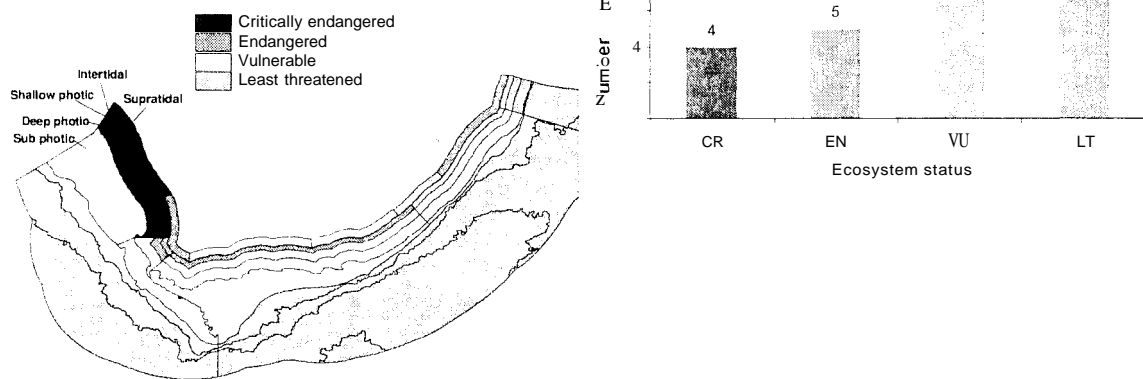 Critically endangered
Endangered
Vulnerable
Least threatened
Intertidal
Shallow photic
Supratidal
Deep photic
Sub photic
E
Number
4
4
5
CR
EN
VU
LT
Ecosystem status